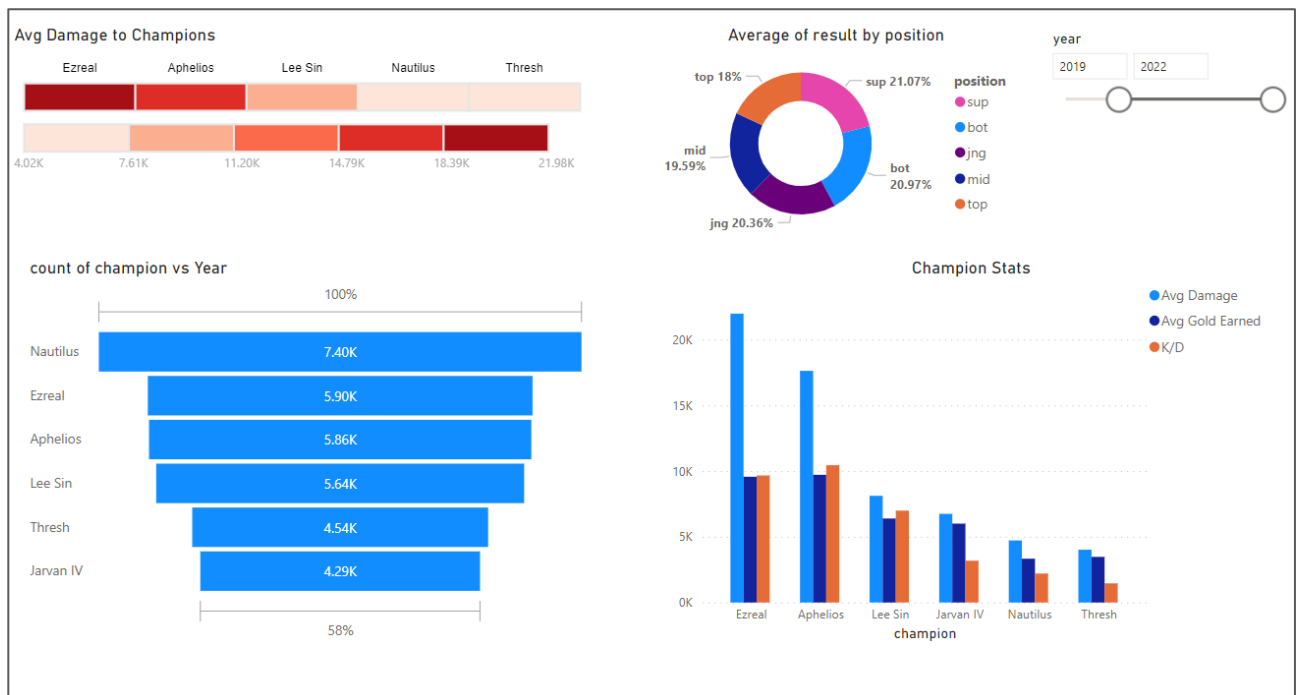 Avg Damage to Champions
Ezreal Aphelios Lee Sin Nautilus Thresh
4.02K 7.61K 11.20K 14.79K 18.39K 21.98K
Average of result by position
top 18%
sup 21.07%
mid
19.59%
bot
20.97%
jng 20.36%
position
sup
bot
jng
mid
top
year
2019 2022
count of champion vs Year
100%
Nautilus 7.40K
Ezreal 5.90K
Aphelios 5.86K
Lee Sin 5.64K
Thresh 4.54K
Jarvan IV 4.29K
58%
Champion Stats
Avg Damage
Avg Gold Earned
K/D
20K
15K
10K
5K
0K
Ezreal Aphelios Lee Sin Jarvan IV Nautilus Thresh
champion